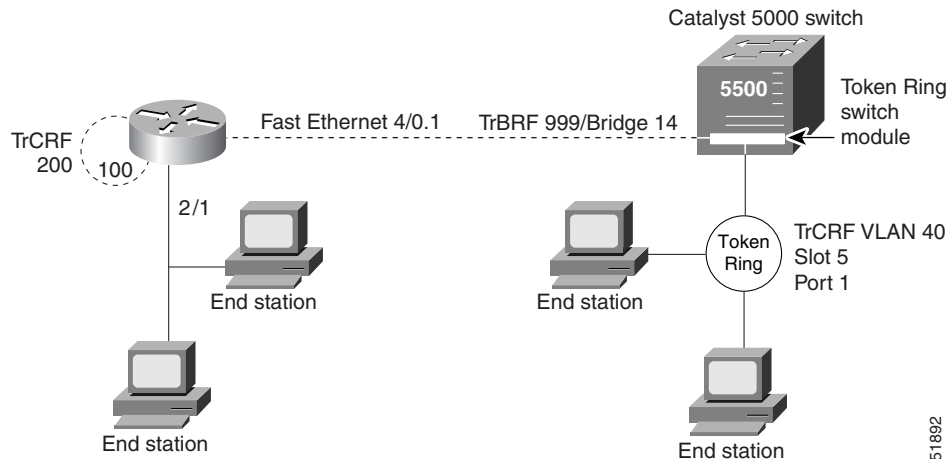 Catalyst 5000 switch
5500
Token Ring
switch
module
Fast Ethernet 4/0.1
TrBRF 999/Bridge 14
TrCRF
200
100
2/1
End station
End station
Token
Ring
TrCRF VLAN 40
Slot 5
Port 1
End station
End station
51892